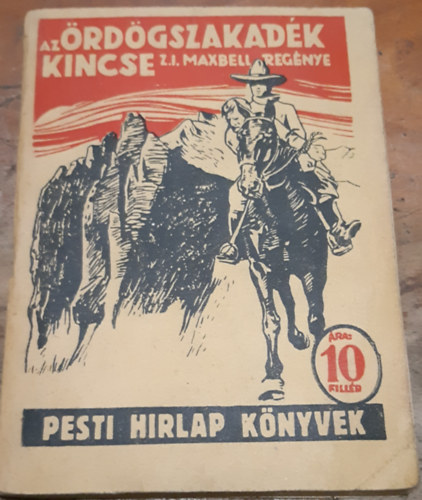 AZ ÖRDÖGSZAKADÉK
KINCSE Z.I. MAXBELL REGÉNYE
ÁRA:
10
FILLÉR
PESTI HIRLAP KÖNYVEK